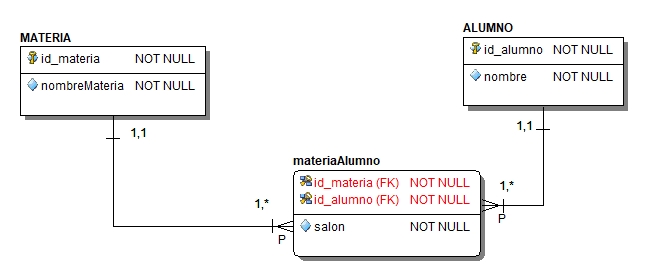 MATERIA
id_materia NOT NULL
nombreMateria NOT NULL
ALUMNO
id_alumno NOT NULL
nombre NOT NULL
1,1
1,1
materiaAlumno
id_materia (FK) NOT NULL
id_alumno (FK) NOT NULL
salon NOT NULL
1,*
P
1,*
P